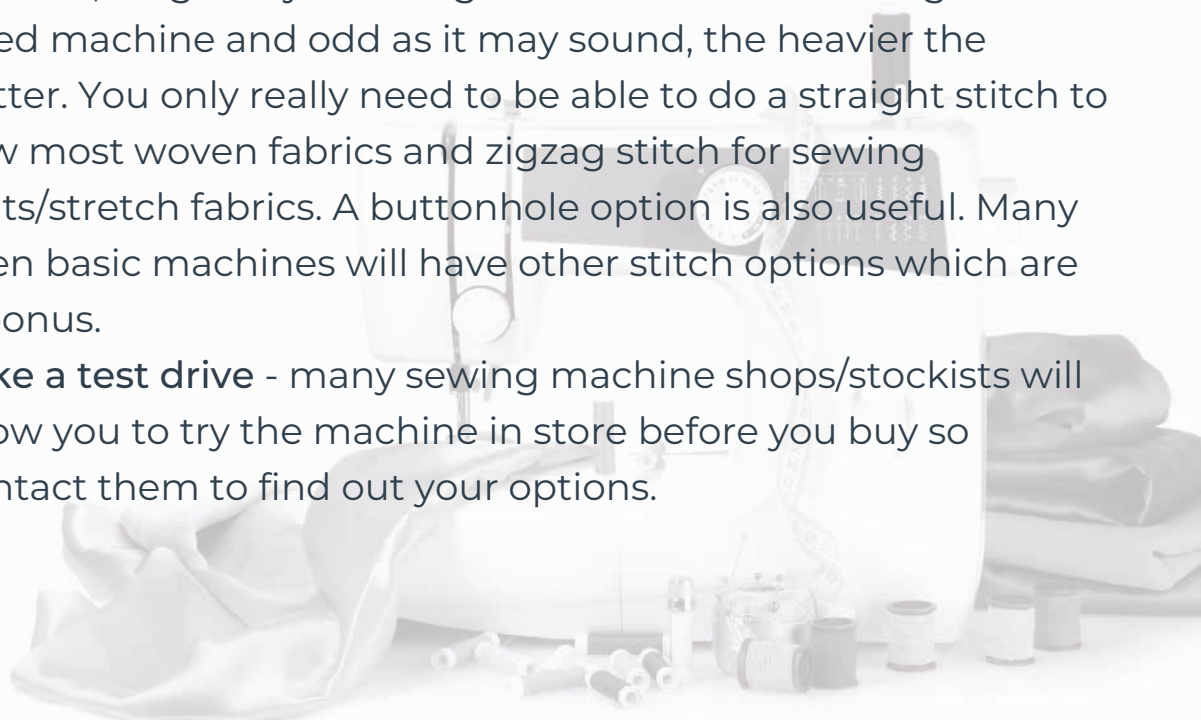 ed machine and odd as it may sound, the heavier the
tter. You only really need to be able to do a straight stitch to
w most woven fabrics and zigzag stitch for sewing
ts/stretch fabrics. A buttonhole option is also useful. Many
en basic machines will have other stitch options which are
onus.
ke a test drive - many sewing machine shops/stockists will
ow you to try the machine in store before you buy so
ntact them to find out your options.